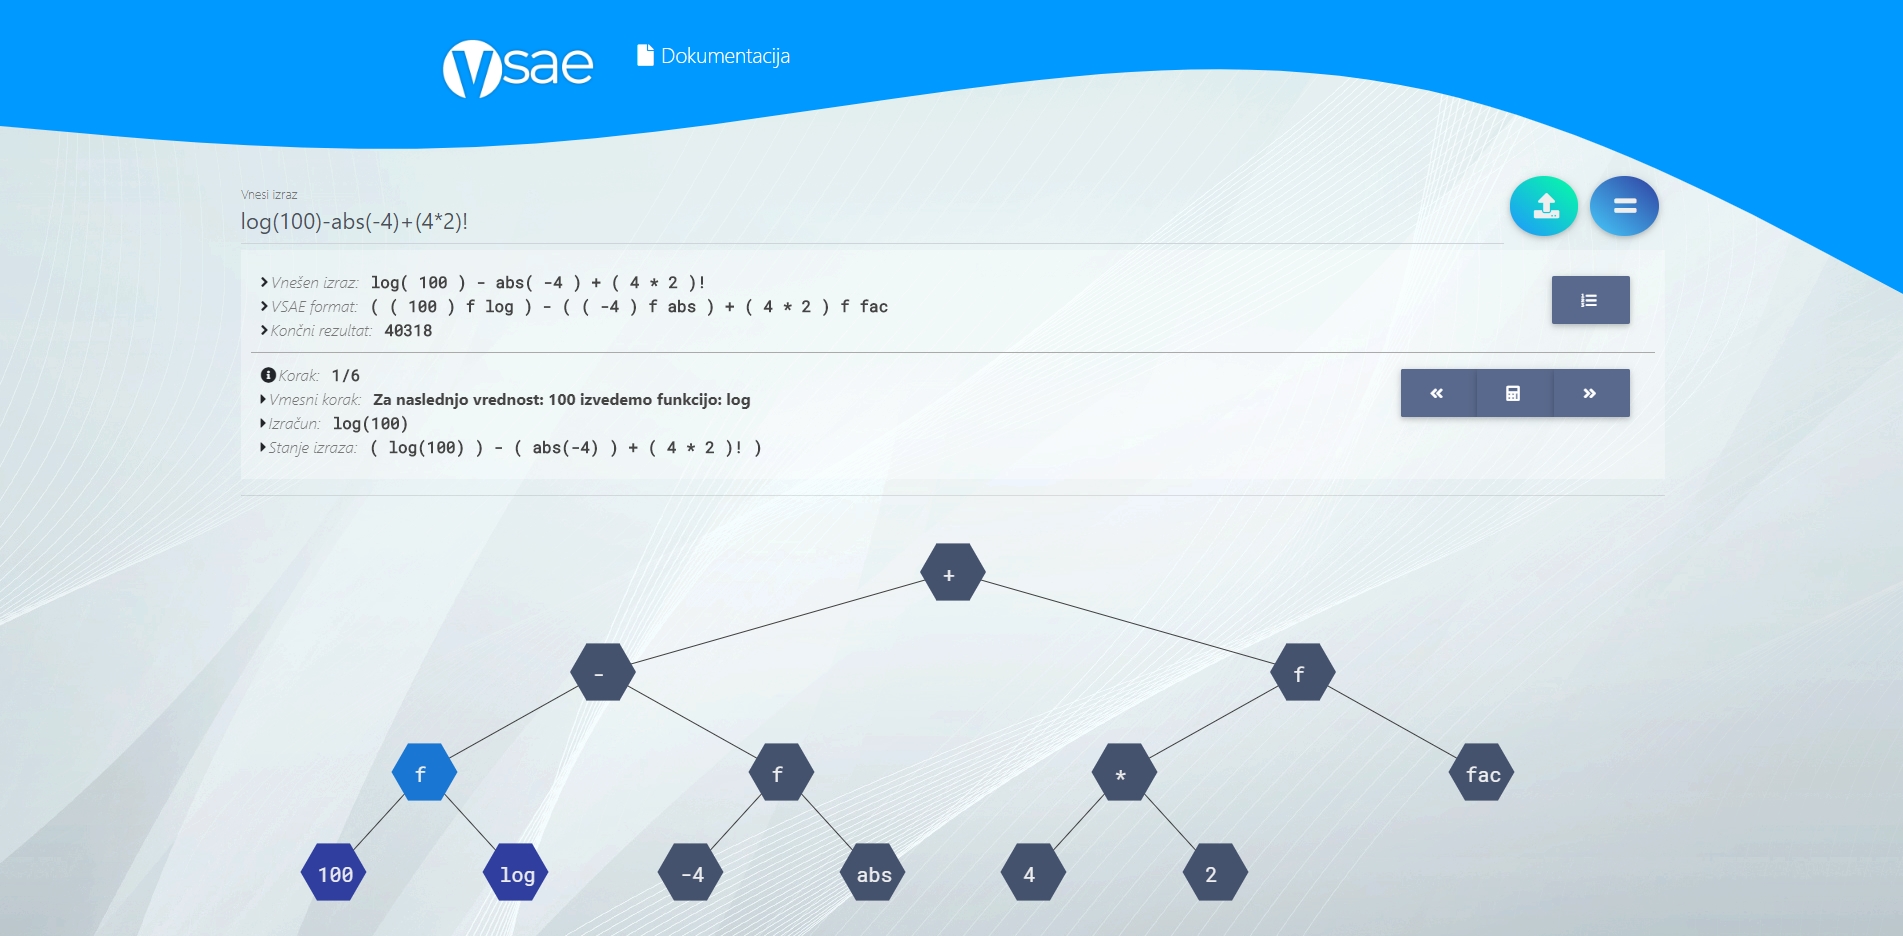 Vsae
Dokumentacija
Vnesi izraz
log(100)-abs(-4)+(4*2)!
Vnešen izraz: log( 100 ) - abs( -4 ) + ( 4 * 2 )!
VSAE format: ( ( 100 ) f log ) - ( ( -4 ) f abs ) + ( 4 * 2 ) f fac
Končni rezultat: 40318
Korak: 1/6
Vmesni korak: Za naslednjo vrednost: 100 izvedemo funkcijo: log
Izračun: log(100)
Stanje izraza: ( log(100) ) - ( abs(-4) ) + ( 4 * 2 )! )
+
- f
f f * fac
100 log -4 abs 4 2